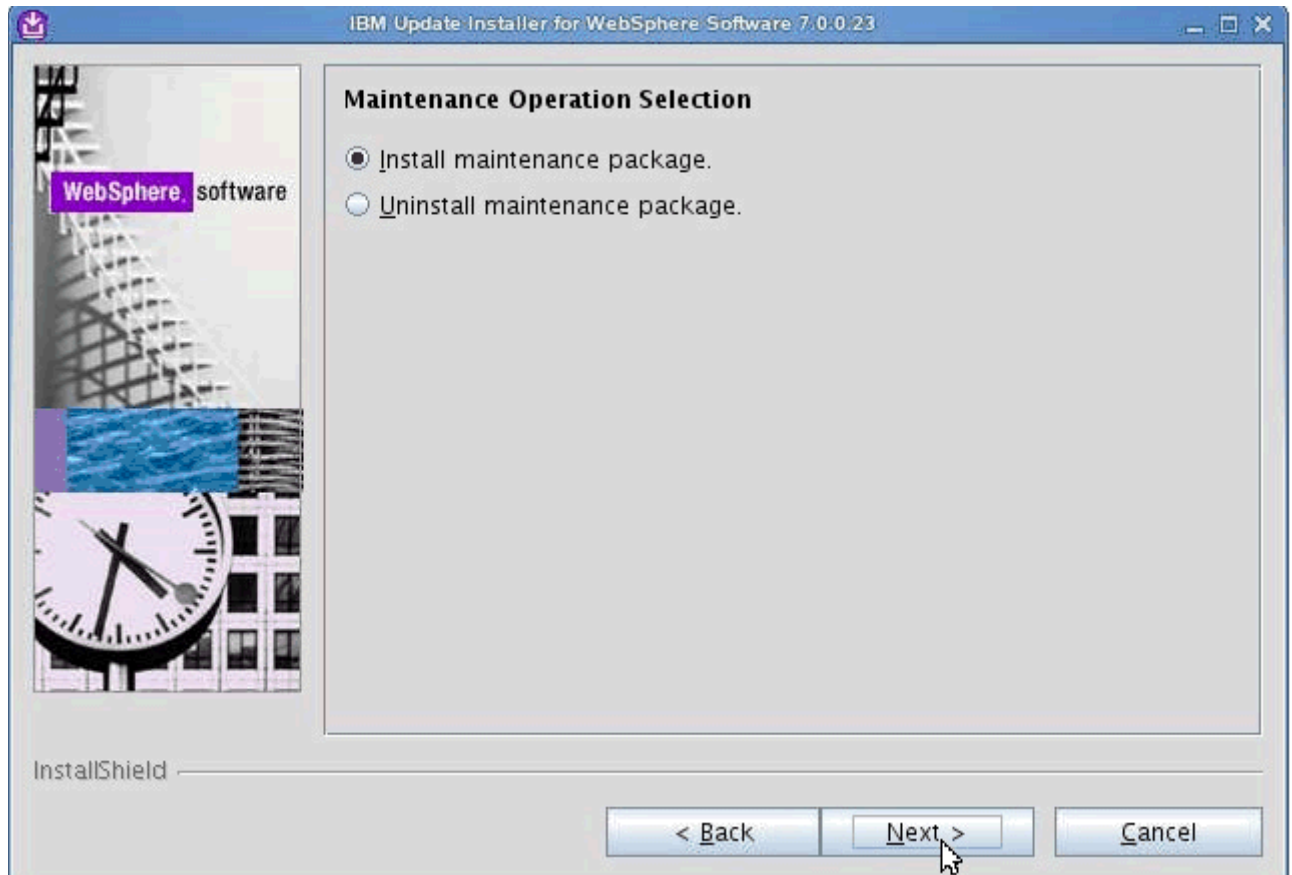 IBM Update Installer for WebSphere Software 7.0.0.23
Maintenance Operation Selection
Install maintenance package.
Uninstall maintenance package.
WebSphere. software
InstallShield
< Back
Next >
Cancel